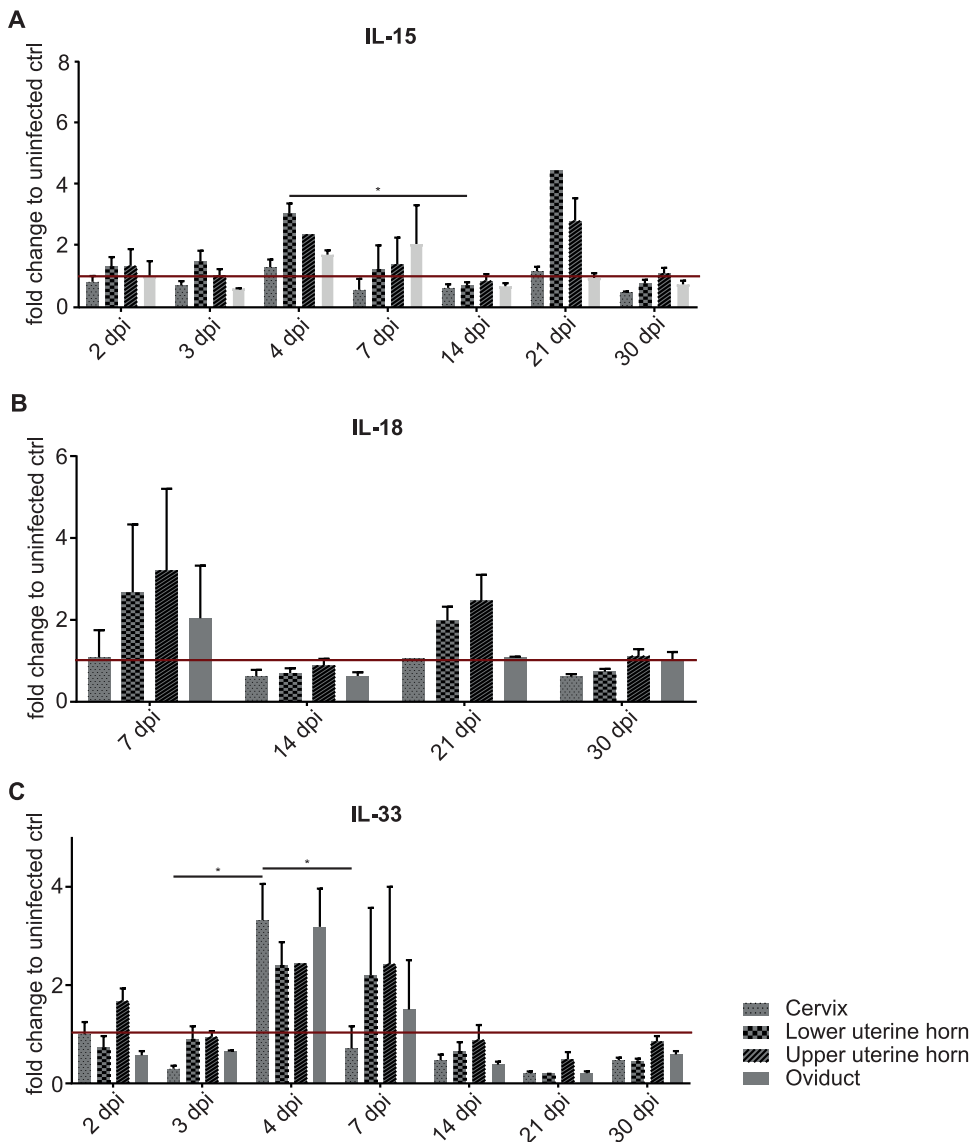 A
IL-15
fold change to uninfected ctrl
8
6
4
2
0
*
2 dpi
3 dpi
4 dpi
7 dpi
14 dpi
21 dpi
30 dpi
B
IL-18
fold change to uninfected ctrl
6
4
2
0
7 dpi
14 dpi
21 dpi
30 dpi
C
IL-33
fold change to uninfected ctrl
4
2
0
*
*
2 dpi
3 dpi
4 dpi
7 dpi
14 dpi
21 dpi
30 dpi
Cervix
Lower uterine horn
Upper uterine horn
Oviduct